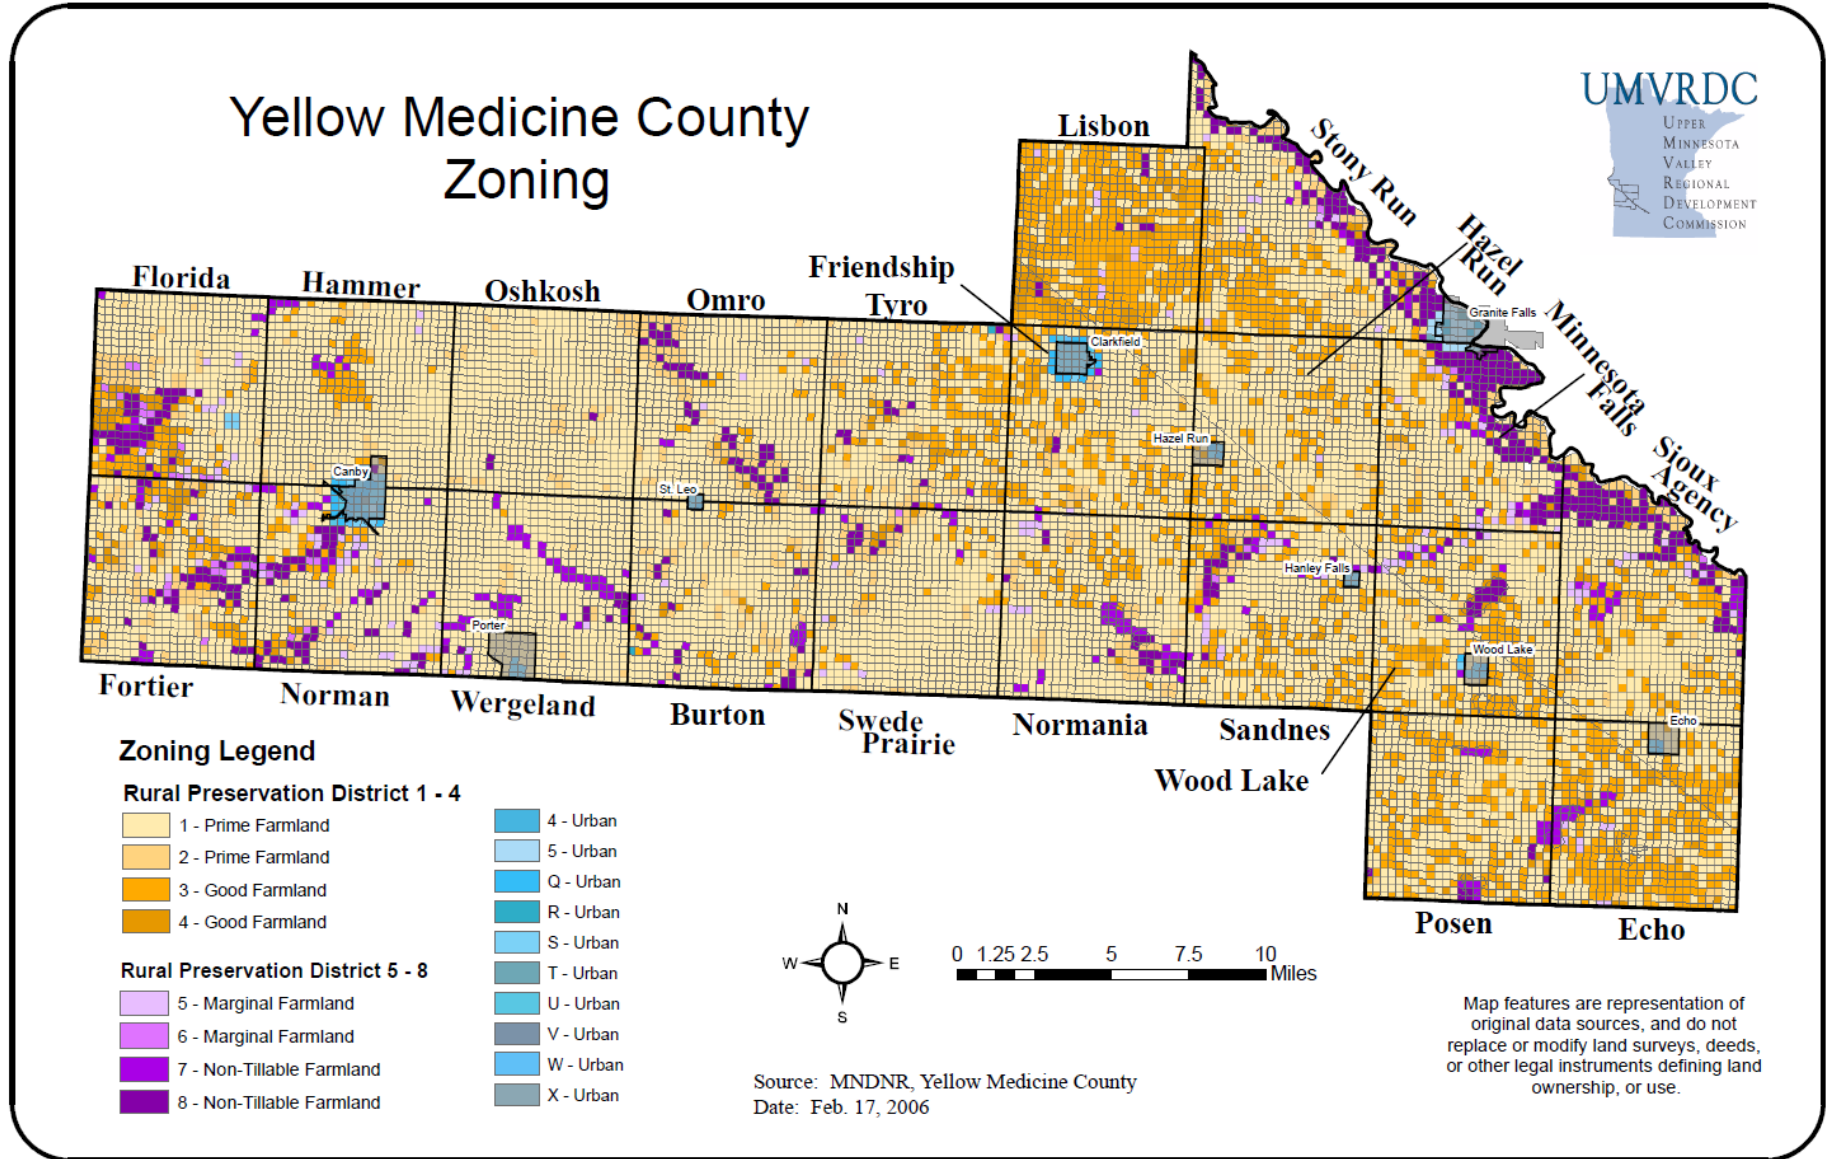 Yellow Medicine County
Zoning
UMVRDC
UPPER
MINNESOTA
VALLEY
REGIONAL
DEVELOPMENT
COMMISSION
Lisbon
Stony Run
Hazel
Run
Granite Falls
Minnesota
Falls
Sioux
Agency
Florida
Hammer
Oshkosh
Omro
Friendship
Tyro
Clarkfield
Hazel Run
Canby
St. Leo
Hanley Falls
Porter
Wood Lake
Echo
Fortier
Norman
Wergeland
Burton
Swede
Prairie
Normania
Sandnes
Wood Lake
Posen
Echo
Zoning Legend
Rural Preservation District 1 - 4
1 - Prime Farmland
2 - Prime Farmland
3 - Good Farmland
4 - Good Farmland
Rural Preservation District 5 - 8
5 - Marginal Farmland
6 - Marginal Farmland
7 - Non-Tillable Farmland
8 - Non-Tillable Farmland
4 - Urban
5 - Urban
Q - Urban
R - Urban
S - Urban
T - Urban
U - Urban
V - Urban
W - Urban
X - Urban
N
W E
S
0 1.25 2.5 5 7.5 10
Miles
Source: MNDNR, Yellow Medicine County
Date: Feb. 17, 2006
Map features are representation of
original data sources, and do not
replace or modify land surveys, deeds,
or other legal instruments defining land
ownership, or use.